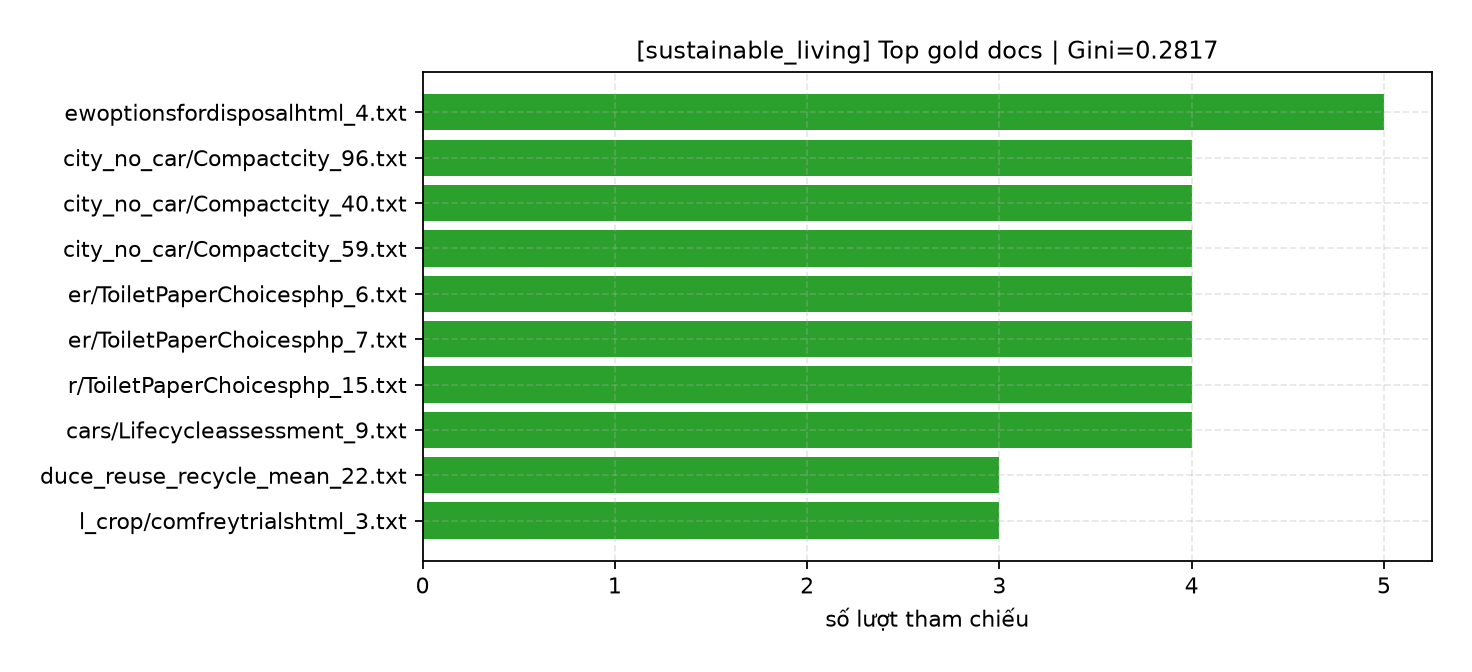 [sustainable_living] Top gold docs | Gini=0.2817
ewoptionsfordisposalhtml_4.txt
city_no_car/Compactcity_96.txt
city_no_car/Compactcity_40.txt
city_no_car/Compactcity_59.txt
er/ToiletPaperChoicesphp_6.txt
er/ToiletPaperChoicesphp_7.txt
r/ToiletPaperChoicesphp_15.txt
cars/Lifecycleassessment_9.txt
duce_reuse_recycle_mean_22.txt
l_crop/comfreytrialshtml_3.txt
0 1 2 3 4 5
số lượt tham chiếu